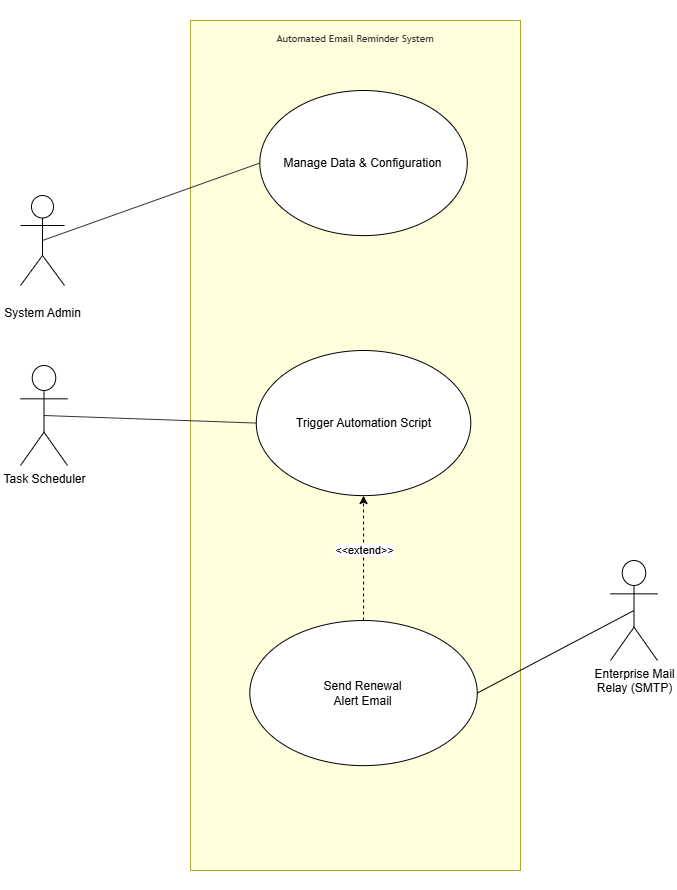 Automated Email Reminder System
Manage Data & Configuration
System Admin
Trigger Automation Script
Task Scheduler
<<extend>>
Enterprise Mail
Relay (SMTP)
Send Renewal
Alert Email